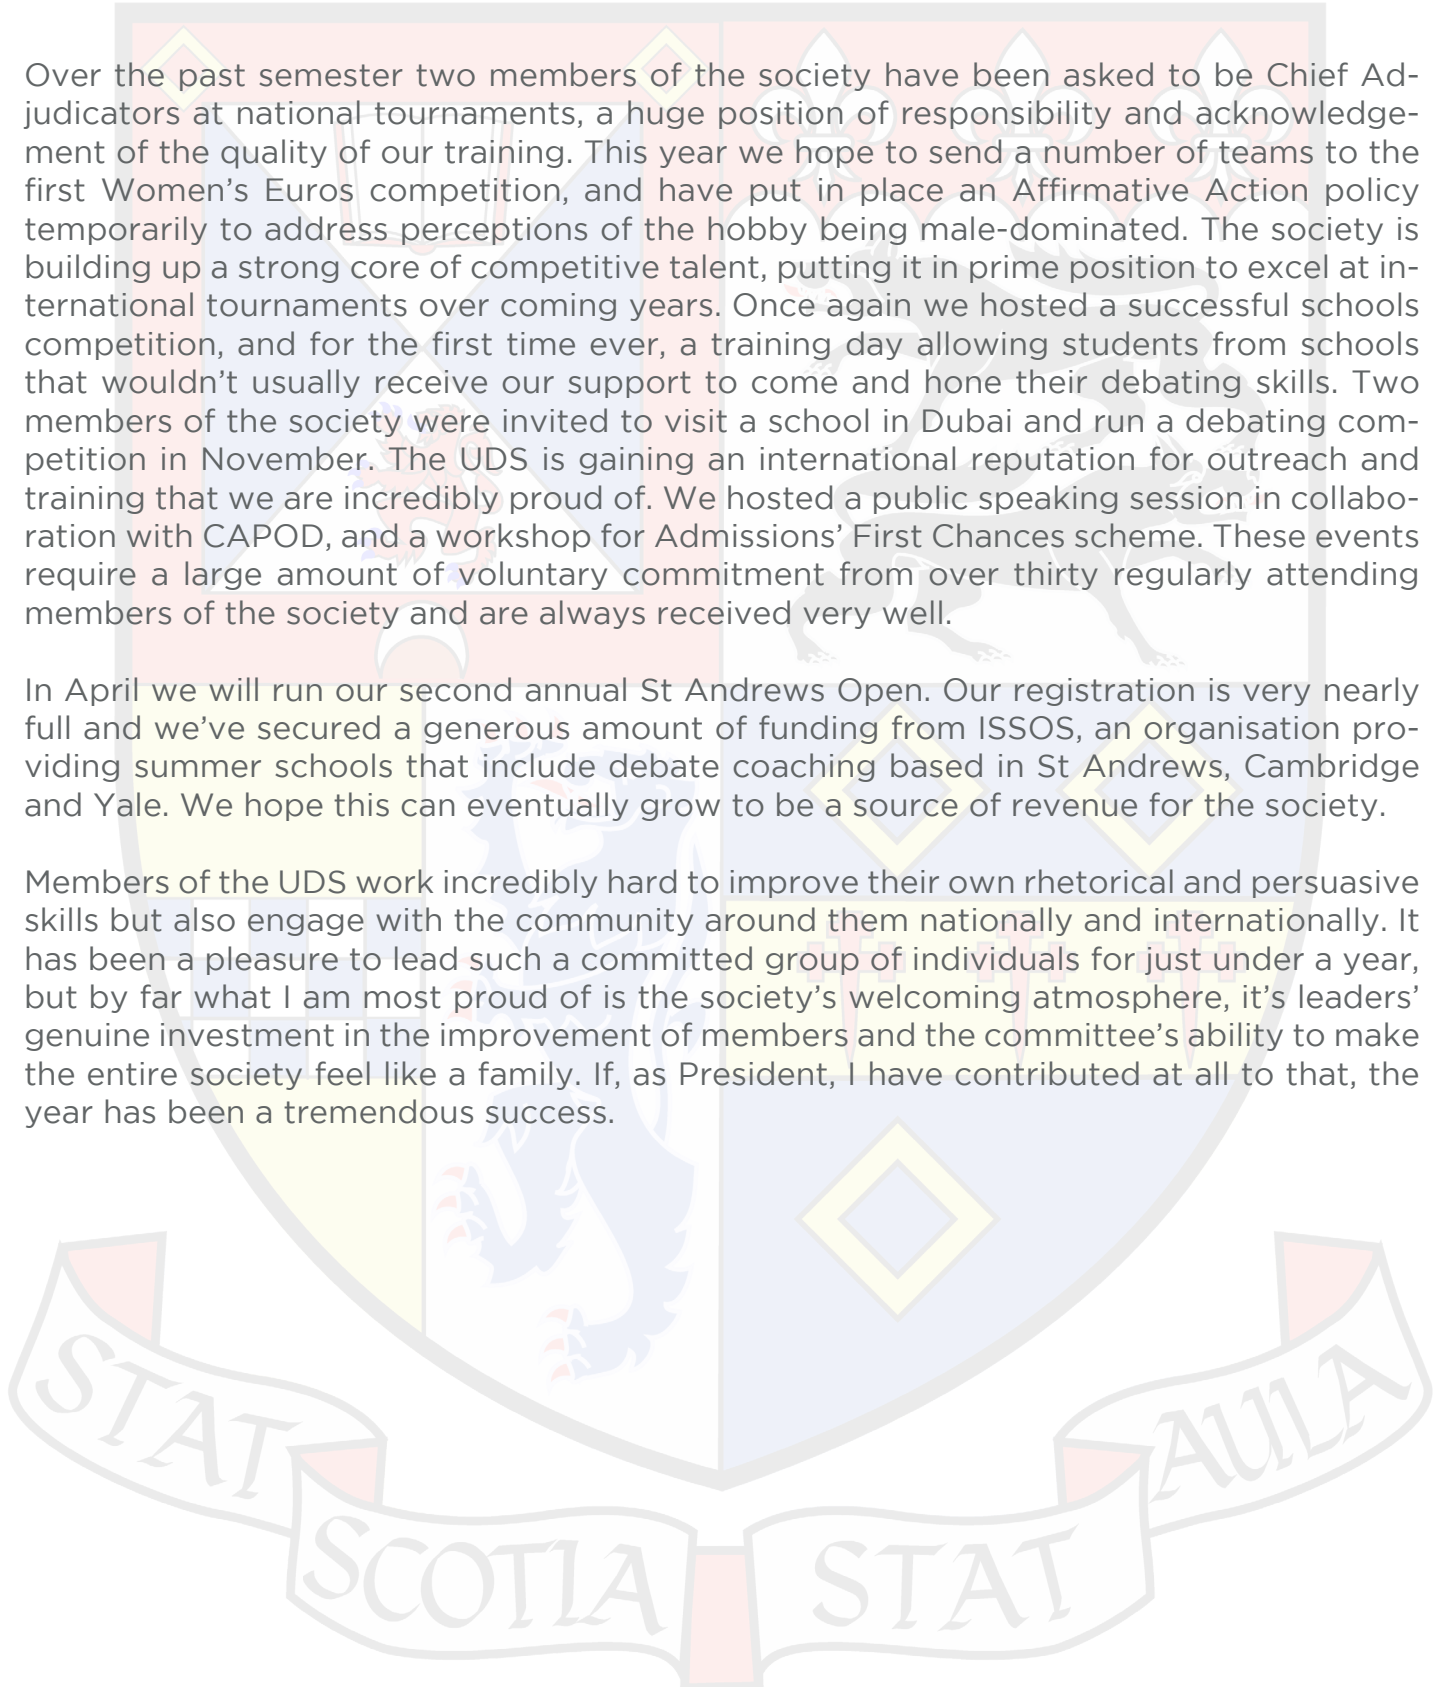 Over the past semester two members of the society have been asked to be Chief Ad-
judicators at national tournaments, a huge position of responsibility and acknowledge-
ment of the quality of our training. This year we hope to send a number of teams to the
first Women’s Euros competition, and have put in place an Affirmative Action policy
temporarily to address perceptions of the hobby being male-dominated. The society is
building up a strong core of competitive talent, putting it in prime position to excel at in-
ternational tournaments over coming years. Once again we hosted a successful schools
competition, and for the first time ever, a training day allowing students from schools
that wouldn’t usually receive our support to come and hone their debating skills. Two
members of the society were invited to visit a school in Dubai and run a debating com-
petition in November. The UDS is gaining an international reputation for outreach and
training that we are incredibly proud of. We hosted a public speaking session in collabo-
ration with CAPOD, and a workshop for Admissions’ First Chances scheme. These events
require a large amount of voluntary commitment from over thirty regularly attending
members of the society and are always received very well.
In April we will run our second annual St Andrews Open. Our registration is very nearly
full and we’ve secured a generous amount of funding from ISSOS, an organisation pro-
viding summer schools that include debate coaching based in St Andrews, Cambridge
and Yale. We hope this can eventually grow to be a source of revenue for the society.
Members of the UDS work incredibly hard to improve their own rhetorical and persuasive
skills but also engage with the community around them nationally and internationally. It
has been a pleasure to lead such a committed group of individuals for just under a year,
but by far what I am most proud of is the society’s welcoming atmosphere, it’s leaders’
genuine investment in the improvement of members and the committee’s ability to make
the entire society feel like a family. If, as President, I have contributed at all to that, the
year has been a tremendous success.
STAT
SCOTIA
STAT
AULA